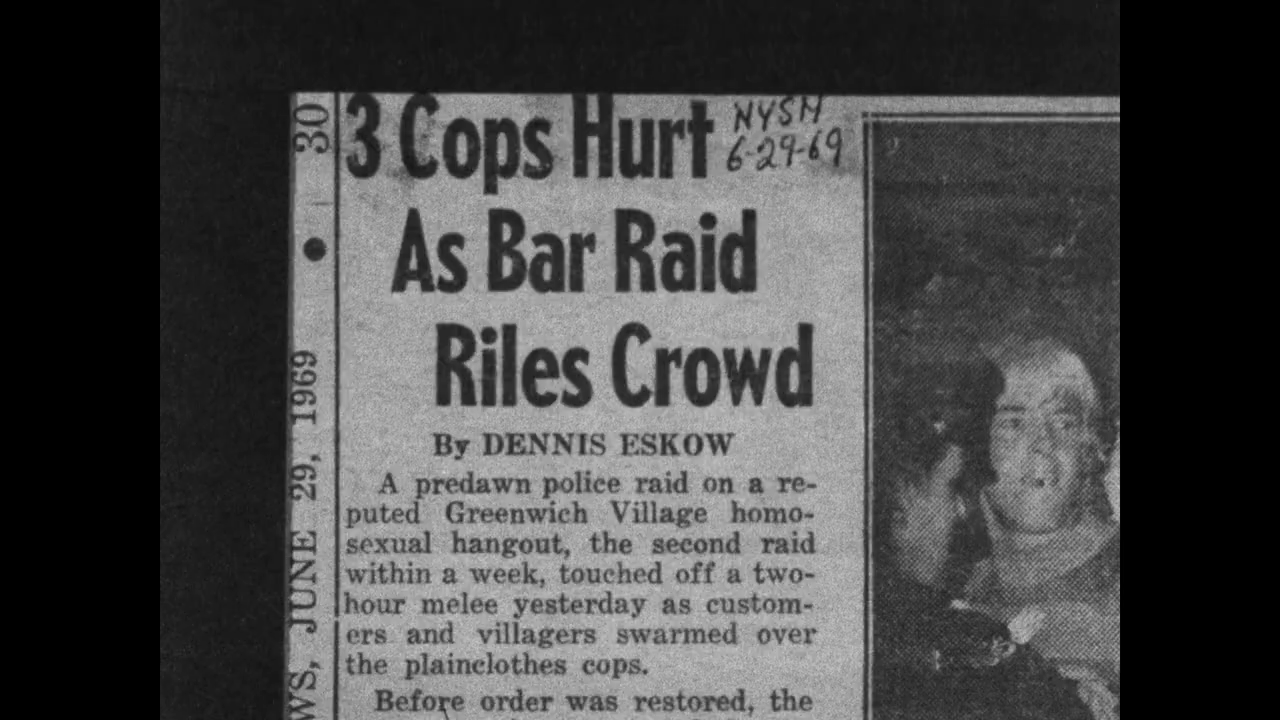 3 Cops Hurt
NYSM
6-29-69
As Bar Raid
Riles Crowd
By DENNIS ESKOW
A predawn police raid on a re-
puted Greenwich Village homo-
sexual hangout, the second raid
within a week, touched off a two-
hour melee yesterday as custom-
ers and villagers swarmed over
the plainclothes cops.
Before order was restored, the
WS, JUNE 29, 1969 • 30